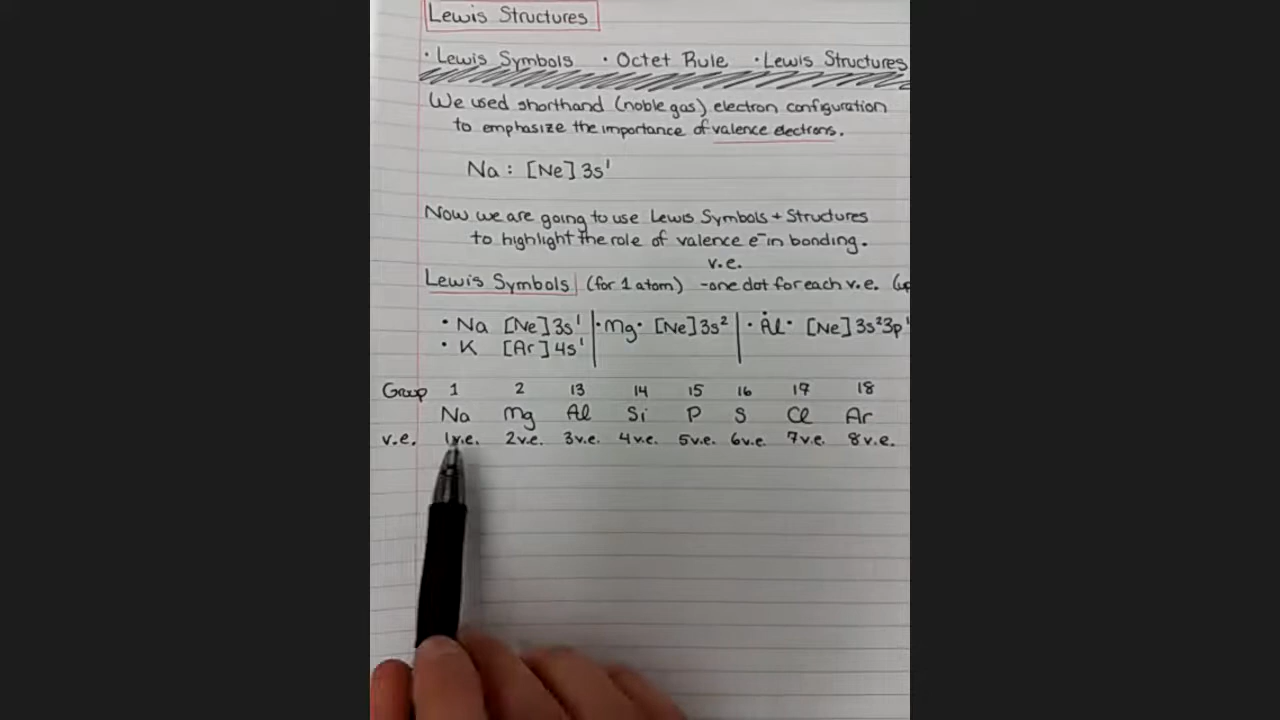 Lewis Structures
· Lewis Symbols · Octet Rule · Lewis Structures
We used shorthand (noble gas) electron configuration
to emphasize the importance of valence electrons.
Na : [Ne] 3s¹
Now we are going to use Lewis Symbols + Structures
to highlight the role of valence e⁻ in bonding.
v.e.
Lewis Symbols (for 1 atom) - one dot for each v.e.
· Na [Ne] 3s¹ | · Mg · [Ne] 3s² | · Al · [Ne] 3s²3p¹
· K [Ar] 4s¹
Group 1 2 13 14 15 16 17 18
Na Mg Al Si P S Cl Ar
v.e. 1v.e. 2v.e. 3v.e. 4v.e. 5v.e. 6v.e. 7v.e. 8v.e.